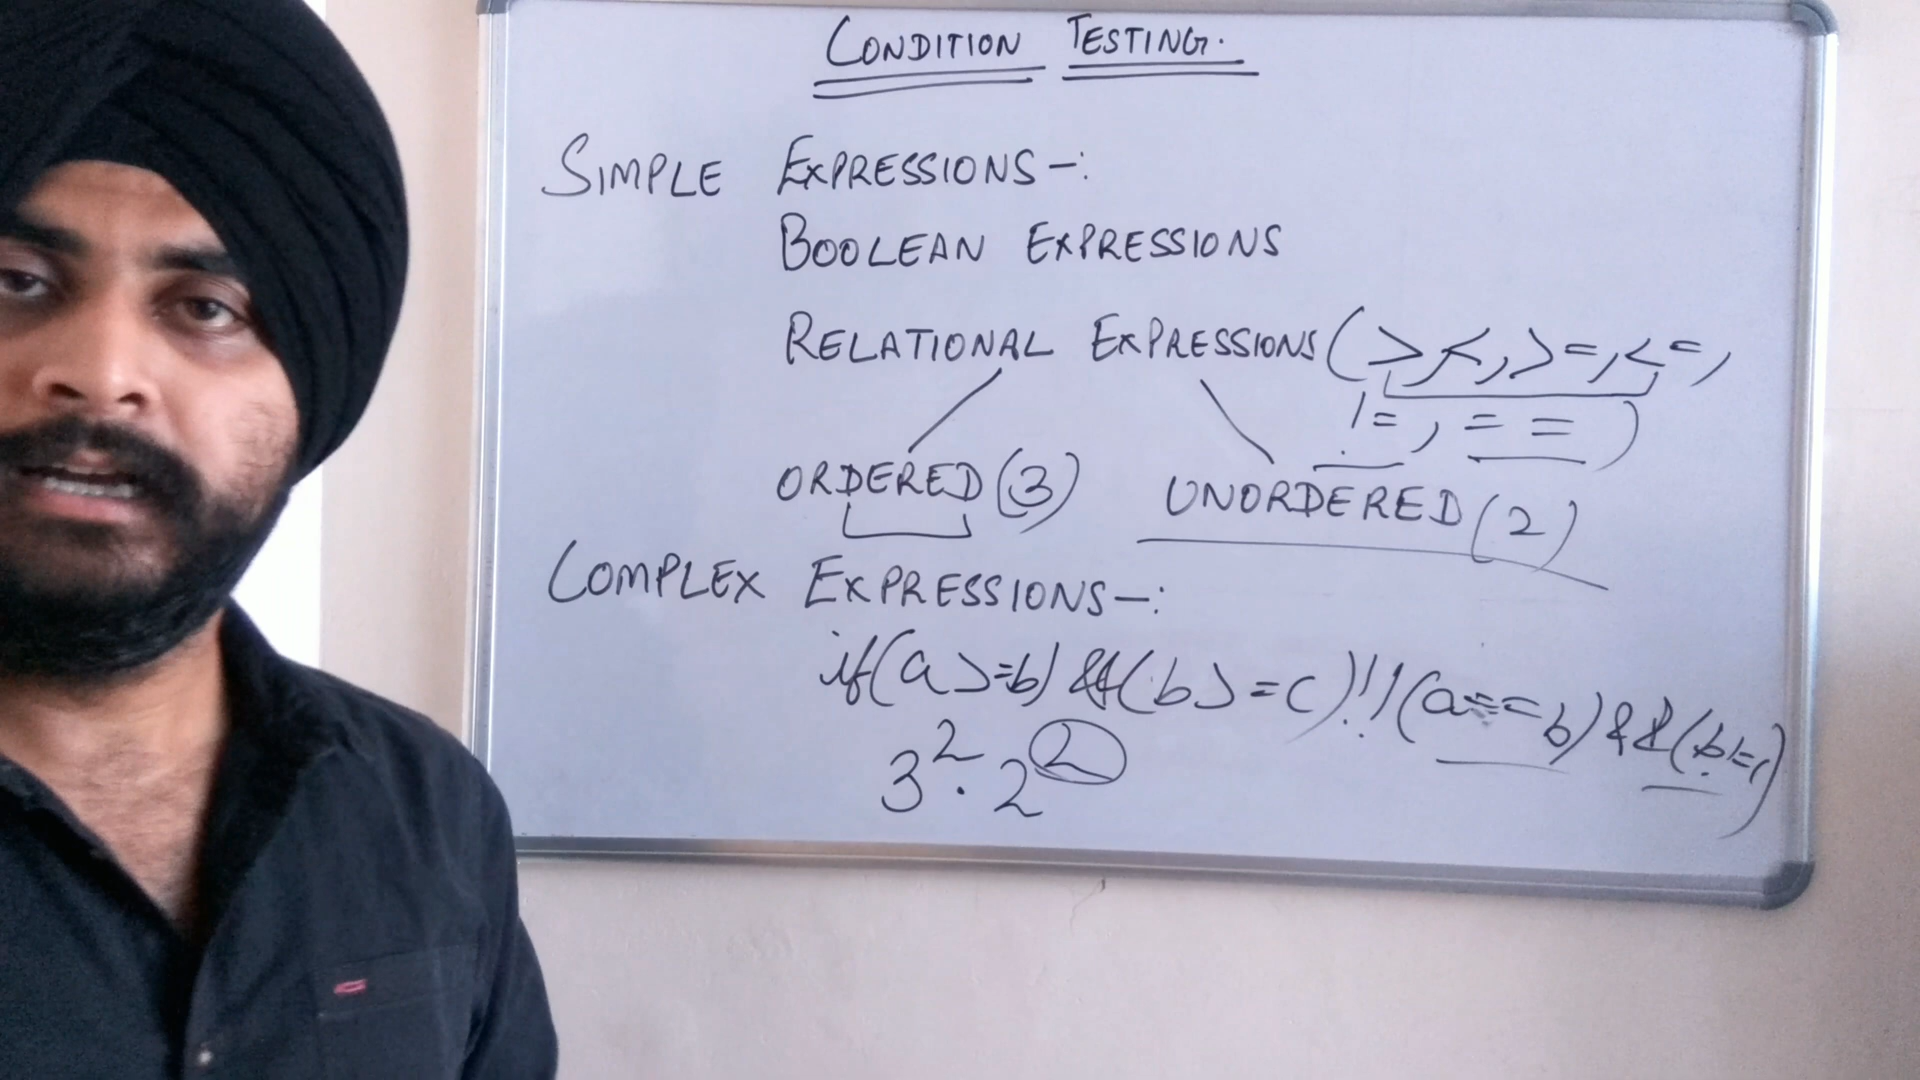 CONDITION TESTING.
SIMPLE EXPRESSIONS-:
BOOLEAN EXPRESSIONS
RELATIONAL EXPRESSIONS (>,<,>=,<=,
!=, ==)
ORDERED (3) UNORDERED (2)
COMPLEX EXPRESSIONS-:
if(a>=b) && (b>=c) !! (a==b) && (b!=c)
3².2²